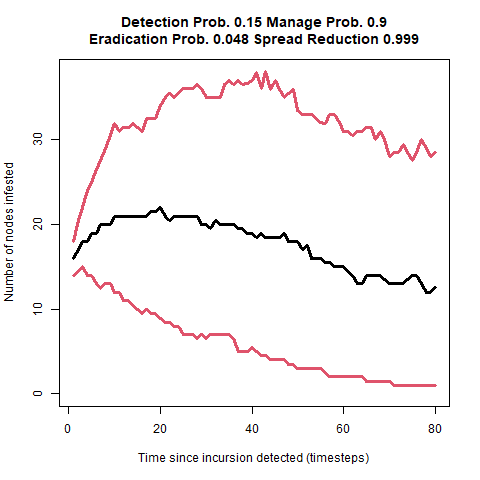 Detection Prob. 0.15 Manage Prob. 0.9
Eradication Prob. 0.048 Spread Reduction 0.999
Number of nodes infested
30
20
10
0
0 20 40 60 80
Time since incursion detected (timesteps)